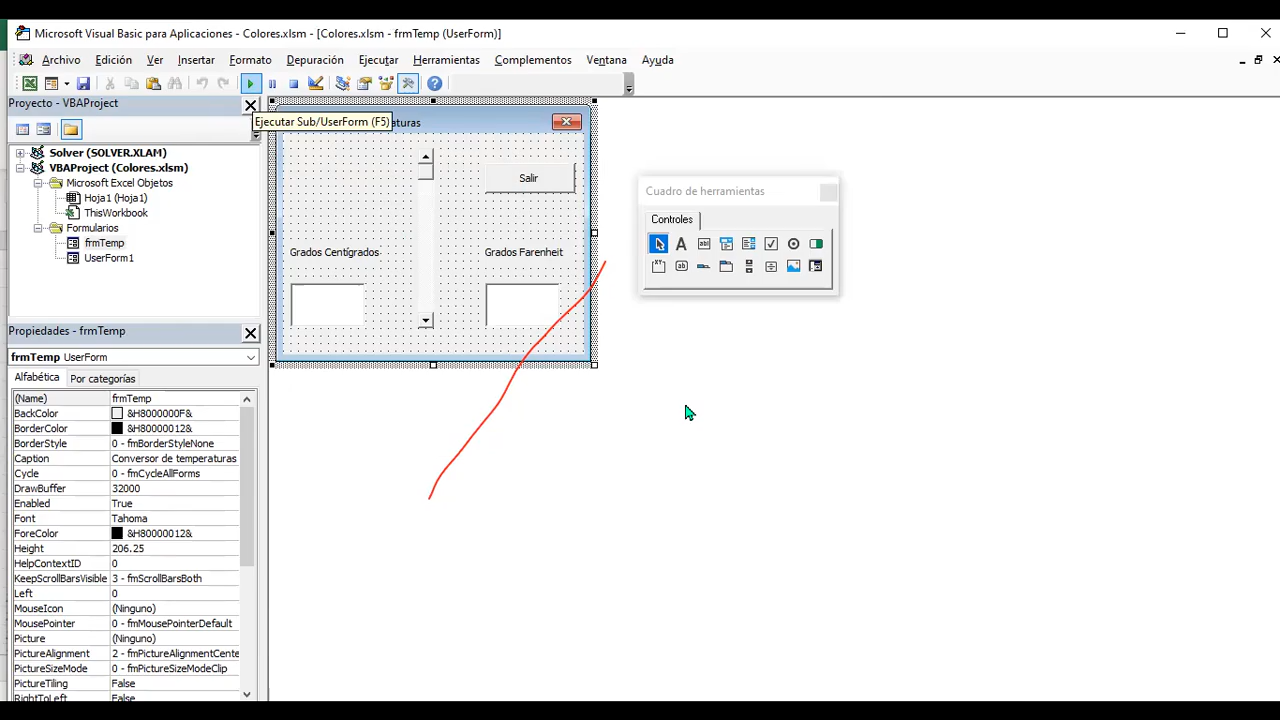 Microsoft Visual Basic para Aplicaciones - Colores.xlsm - [Colores.xlsm - frmTemp (UserForm)]
Archivo Edición Ver Insertar Formato Depuración Ejecutar Herramientas Complementos Ventana Ayuda
Proyecto - VBAProject
Ejecutar Sub/UserForm (F5)
aturas
Solver (SOLVER.XLAM)
VBAProject (Colores.xlsm)
Microsoft Excel Objetos
Hoja1 (Hoja1)
ThisWorkbook
Formularios
frmTemp
UserForm1
Salir
Grados Centígrados
Grados Farenheit
Cuadro de herramientas
Controles
Propiedades - frmTemp
frmTemp UserForm
Alfabética Por categorías
(Name) frmTemp
BackColor &H8000000F&
BorderColor &H80000012&
BorderStyle 0 - fmBorderStyleNone
Caption Conversor de temperaturas
Cycle 0 - fmCycleAllForms
DrawBuffer 32000
Enabled True
Font Tahoma
ForeColor &H80000012&
Height 206.25
HelpContextID 0
KeepScrollBarsVisible 3 - fmScrollBarsBoth
Left 0
MouseIcon (Ninguno)
MousePointer 0 - fmMousePointerDefault
Picture (Ninguno)
PictureAlignment 2 - fmPictureAlignmentCente
PictureSizeMode 0 - fmPictureSizeModeClip
PictureTiling False
RightToLeft False